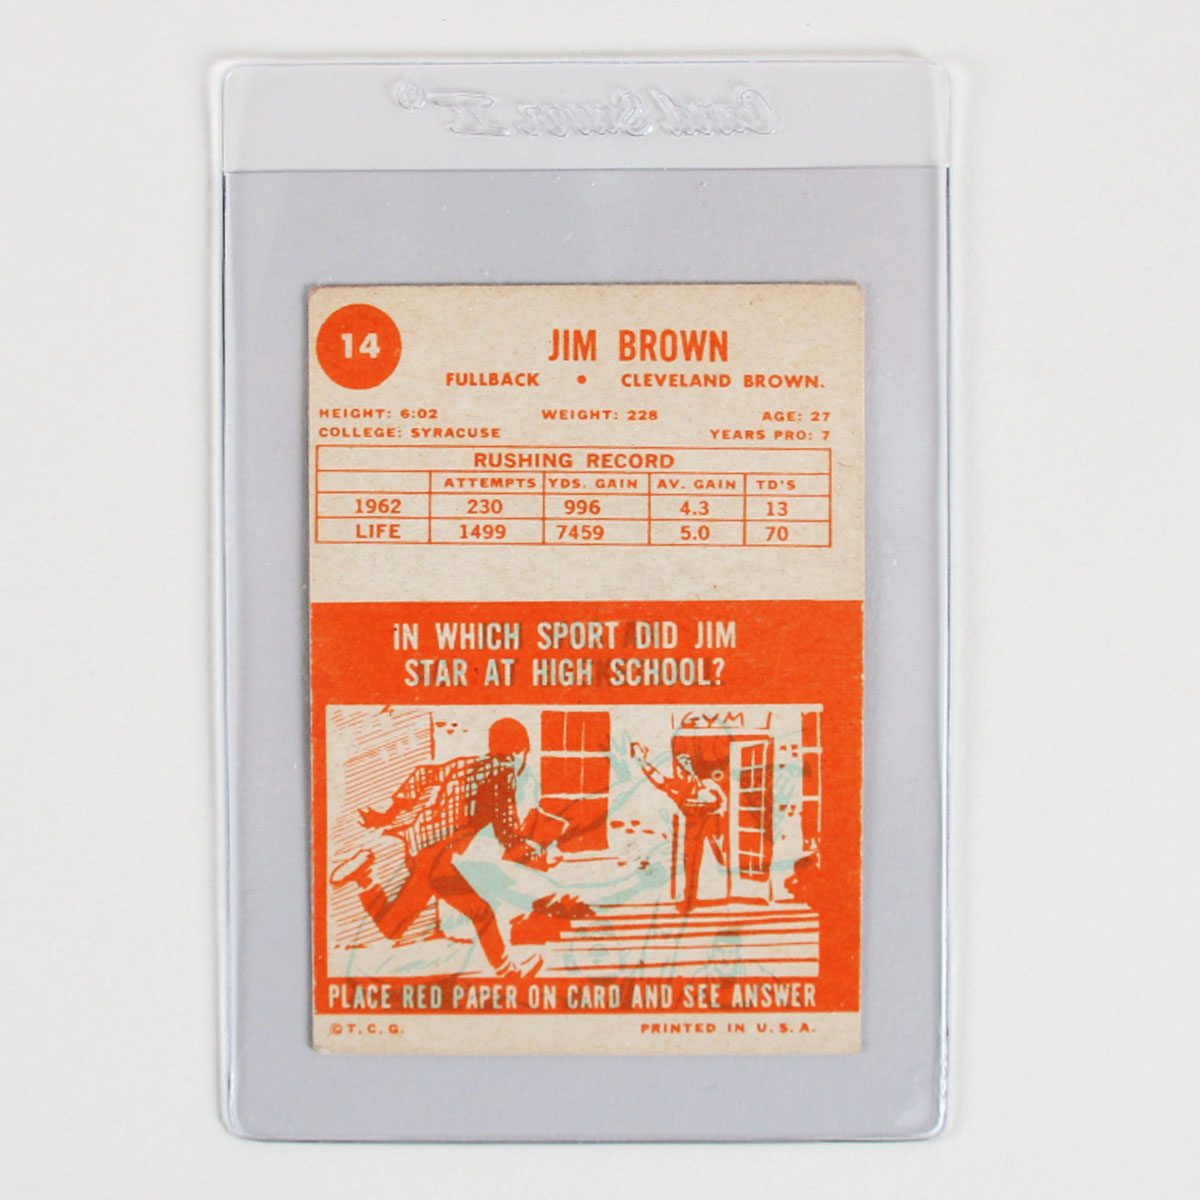 Card Saver II®
14
JIM BROWN
FULLBACK • CLEVELAND BROWN.
HEIGHT: 6:02 WEIGHT: 228 AGE: 27
COLLEGE: SYRACUSE YEARS PRO: 7
RUSHING RECORD
ATTEMPTS YDS. GAIN AV. GAIN TD'S
1962 230 996 4.3 13
LIFE 1499 7459 5.0 70
IN WHICH SPORT DID JIM
STAR AT HIGH SCHOOL?
GYM
PLACE RED PAPER ON CARD AND SEE ANSWER
©T.C.G. PRINTED IN U.S.A.